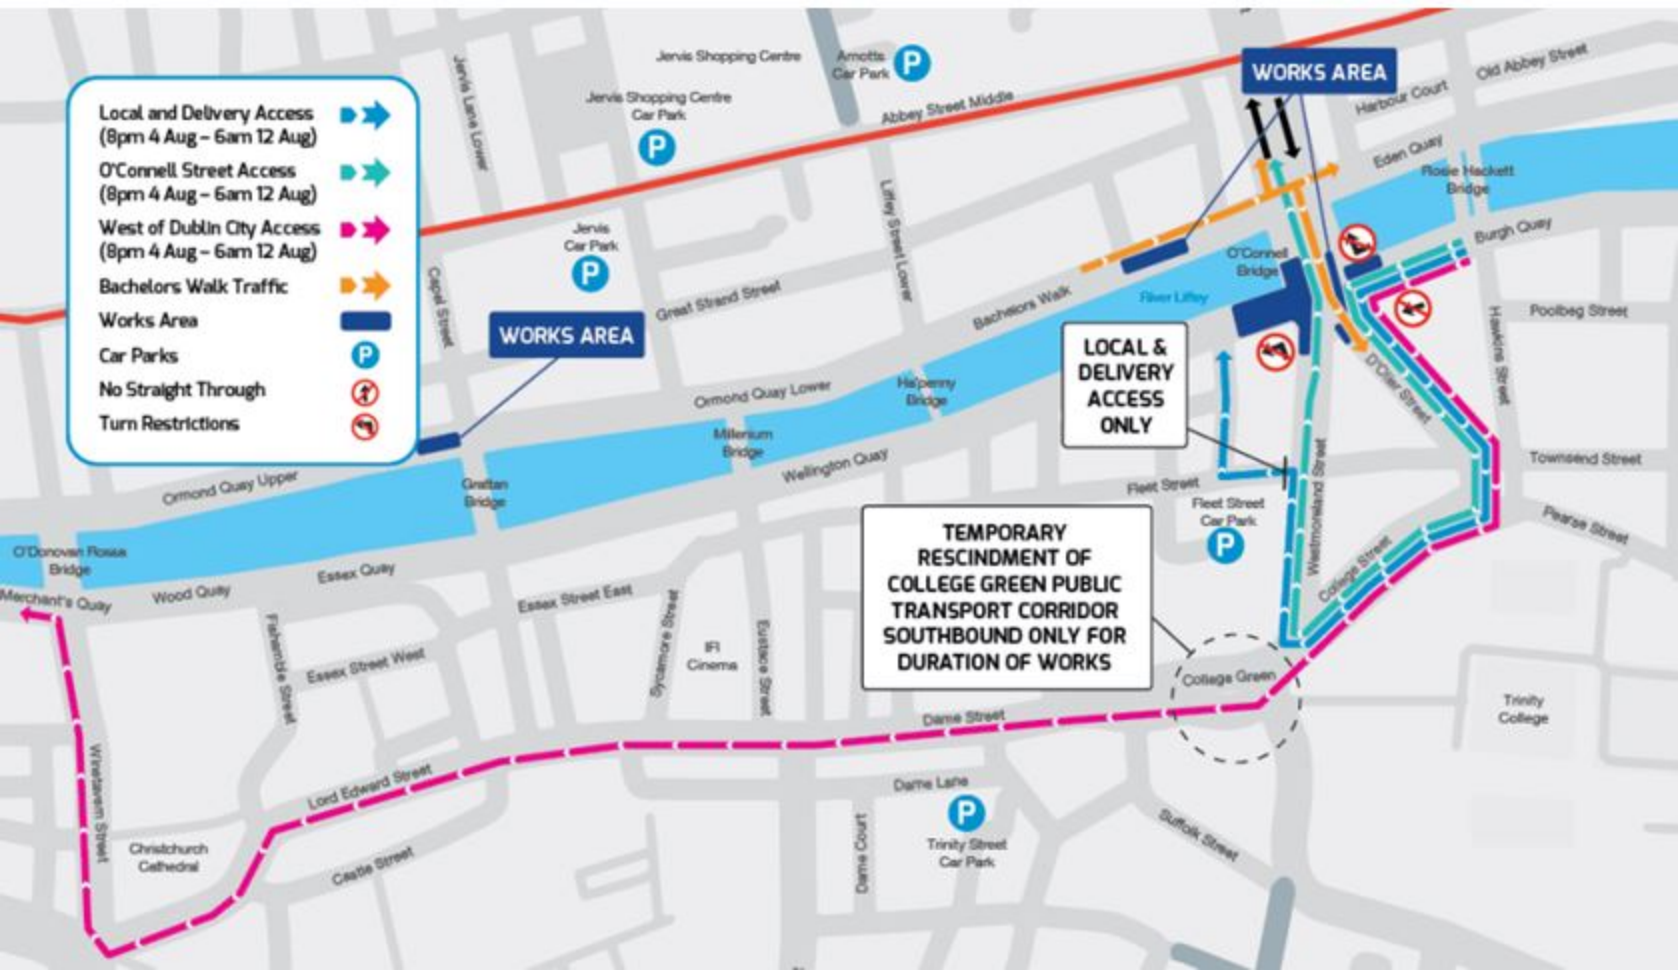 Local and Delivery Access
(8pm 4 Aug – 6am 12 Aug)
O'Connell Street Access
(8pm 4 Aug – 6am 12 Aug)
West of Dublin City Access
(8pm 4 Aug – 6am 12 Aug)
Bachelors Walk Traffic
Works Area
Car Parks
P
No Straight Through
Turn Restrictions
Jervis Lane Lower
Jervis Shopping Centre
Arnotts
Car Park
P
Jervis Shopping Centre
Car Park
P
Abbey Street Middle
WORKS AREA
Harbour Court
Old Abbey Street
Eden Quay
Rosie Hackett
Bridge
Burgh Quay
Liffey Street Lower
Jervis
Car Park
P
Capel Street
Great Strand Street
WORKS AREA
Bachelors Walk
O'Connell
Bridge
River Liffey
Hawkins Street
Poolbeg Street
LOCAL &
DELIVERY
ACCESS
ONLY
D'Olier Street
Ormond Quay Lower
Ha'penny
Bridge
Millenium
Bridge
Wellington Quay
Ormond Quay Upper
Grattan
Bridge
Fleet Street
Fleet Street
Car Park
P
Westmoreland Street
Townsend Street
Pearse Street
College Street
TEMPORARY
RESCINDMENT OF
COLLEGE GREEN PUBLIC
TRANSPORT CORRIDOR
SOUTHBOUND ONLY FOR
DURATION OF WORKS
O'Donovan Rossa
Bridge
Merchant's Quay
Wood Quay
Essex Quay
Essex Street East
Fishamble Street
Essex Street West
Sycamore Street
IFI
Cinema
Eustace Street
College Green
Trinity
College
Dame Street
Winetavern Street
Lord Edward Street
Dame Lane
P
Trinity Street
Car Park
Dame Court
Suffolk Street
Christchurch
Cathedral
Castle Street